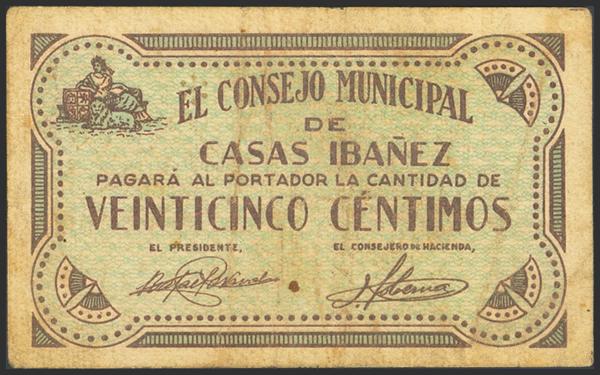 EL CONSEJO MUNICIPAL
DE
CASAS IBAÑEZ
PAGARÁ AL PORTADOR LA CANTIDAD DE
VEINTICINCO CÉNTIMOS
EL PRESIDENTE, EL CONSEJERO DE HACIENDA,